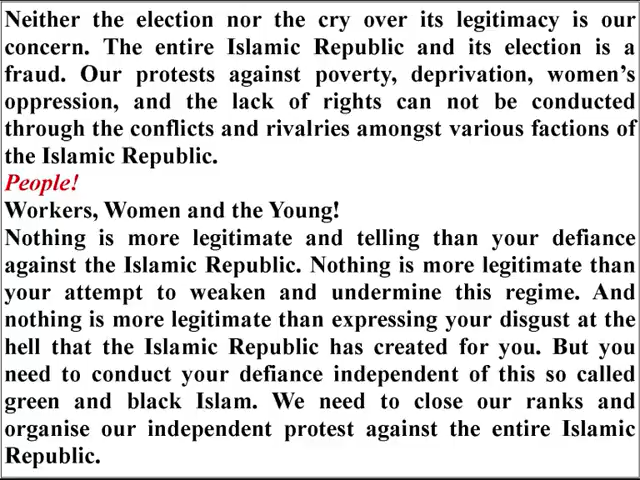 Neither the election nor the cry over its legitimacy is our
concern. The entire Islamic Republic and its election is a
fraud. Our protests against poverty, deprivation, women's
oppression, and the lack of rights can not be conducted
through the conflicts and rivalries amongst various factions of
the Islamic Republic.
People!
Workers, Women and the Young!
Nothing is more legitimate and telling than your defiance
against the Islamic Republic. Nothing is more legitimate than
your attempt to weaken and undermine this regime. And
nothing is more legitimate than expressing your disgust at the
hell that the Islamic Republic has created for you. But you
need to conduct your defiance independent of this so called
green and black Islam. We need to close our ranks and
organise our independent protest against the entire Islamic
Republic.